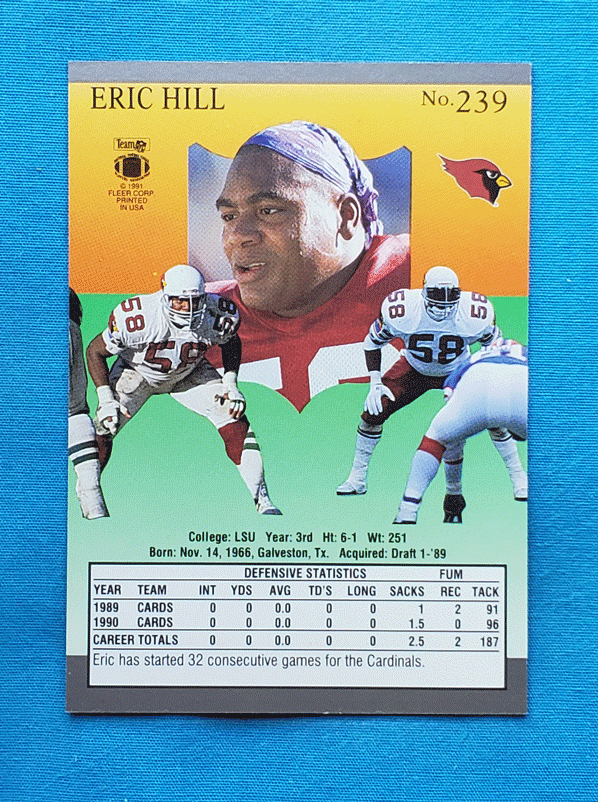 ERIC HILL
No. 239
Team NFL
© 1991
FLEER CORP.
PRINTED
IN USA
58
58
58
58
58
58
College: LSU Year: 3rd Ht: 6-1 Wt: 251
Born: Nov. 14, 1966, Galveston, Tx. Acquired: Draft 1-'89
DEFENSIVE STATISTICS FUM
YEAR TEAM INT YDS AVG TD'S LONG SACKS REC TACK
1989 CARDS 0 0 0.0 0 0 1 2 91
1990 CARDS 0 0 0.0 0 0 1.5 0 96
CAREER TOTALS 0 0 0.0 0 0 2.5 2 187
Eric has started 32 consecutive games for the Cardinals.